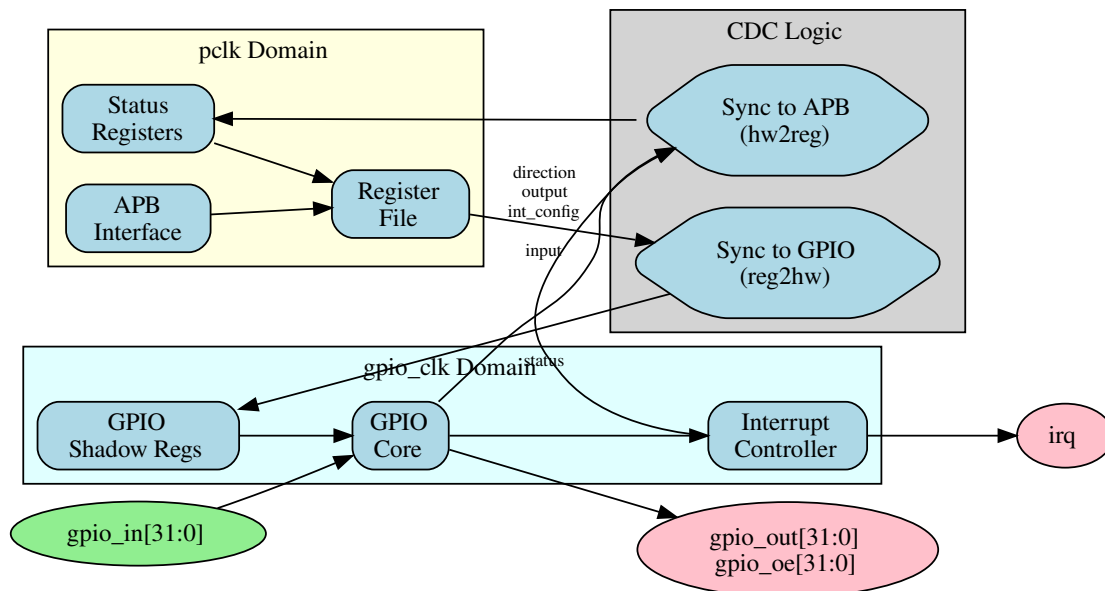 pclk Domain
Status
Registers
APB
Interface
Register
File
CDC Logic
Sync to APB
(hw2reg)
Sync to GPIO
(reg2hw)
direction
output
int_config
input
status
gpio_clk Domain
GPIO
Shadow Regs
GPIO
Core
Interrupt
Controller
irq
gpio_in[31:0]
gpio_out[31:0]
gpio_oe[31:0]